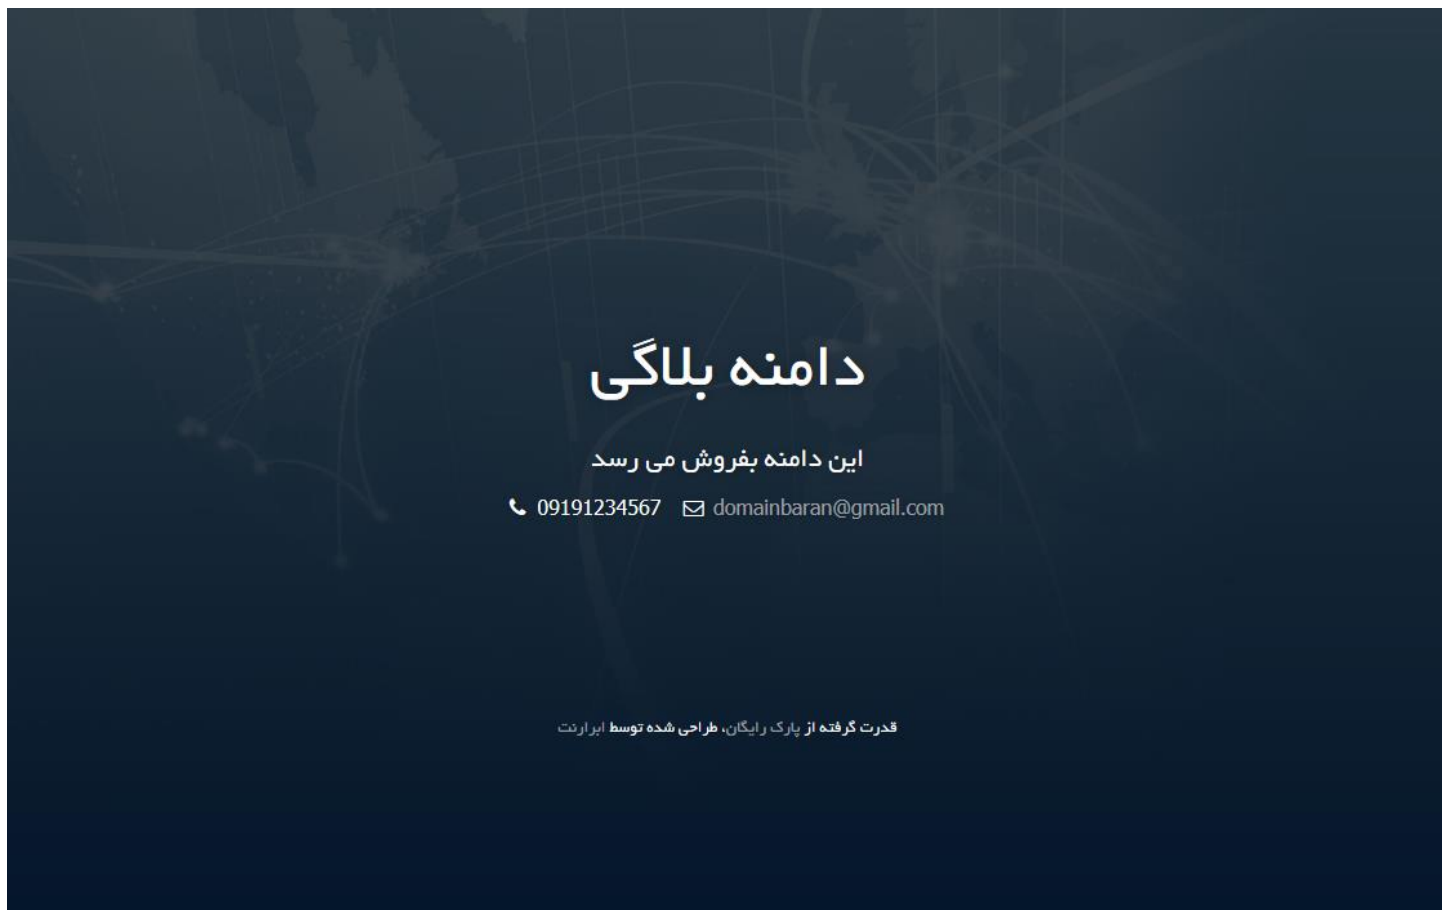 دامنه بلاگی
این دامنه بفروش می رسد
09191234567 domainbaran@gmail.com
قدرت گرفته از پارک رایگان، طراحی شده توسط ابرارنت